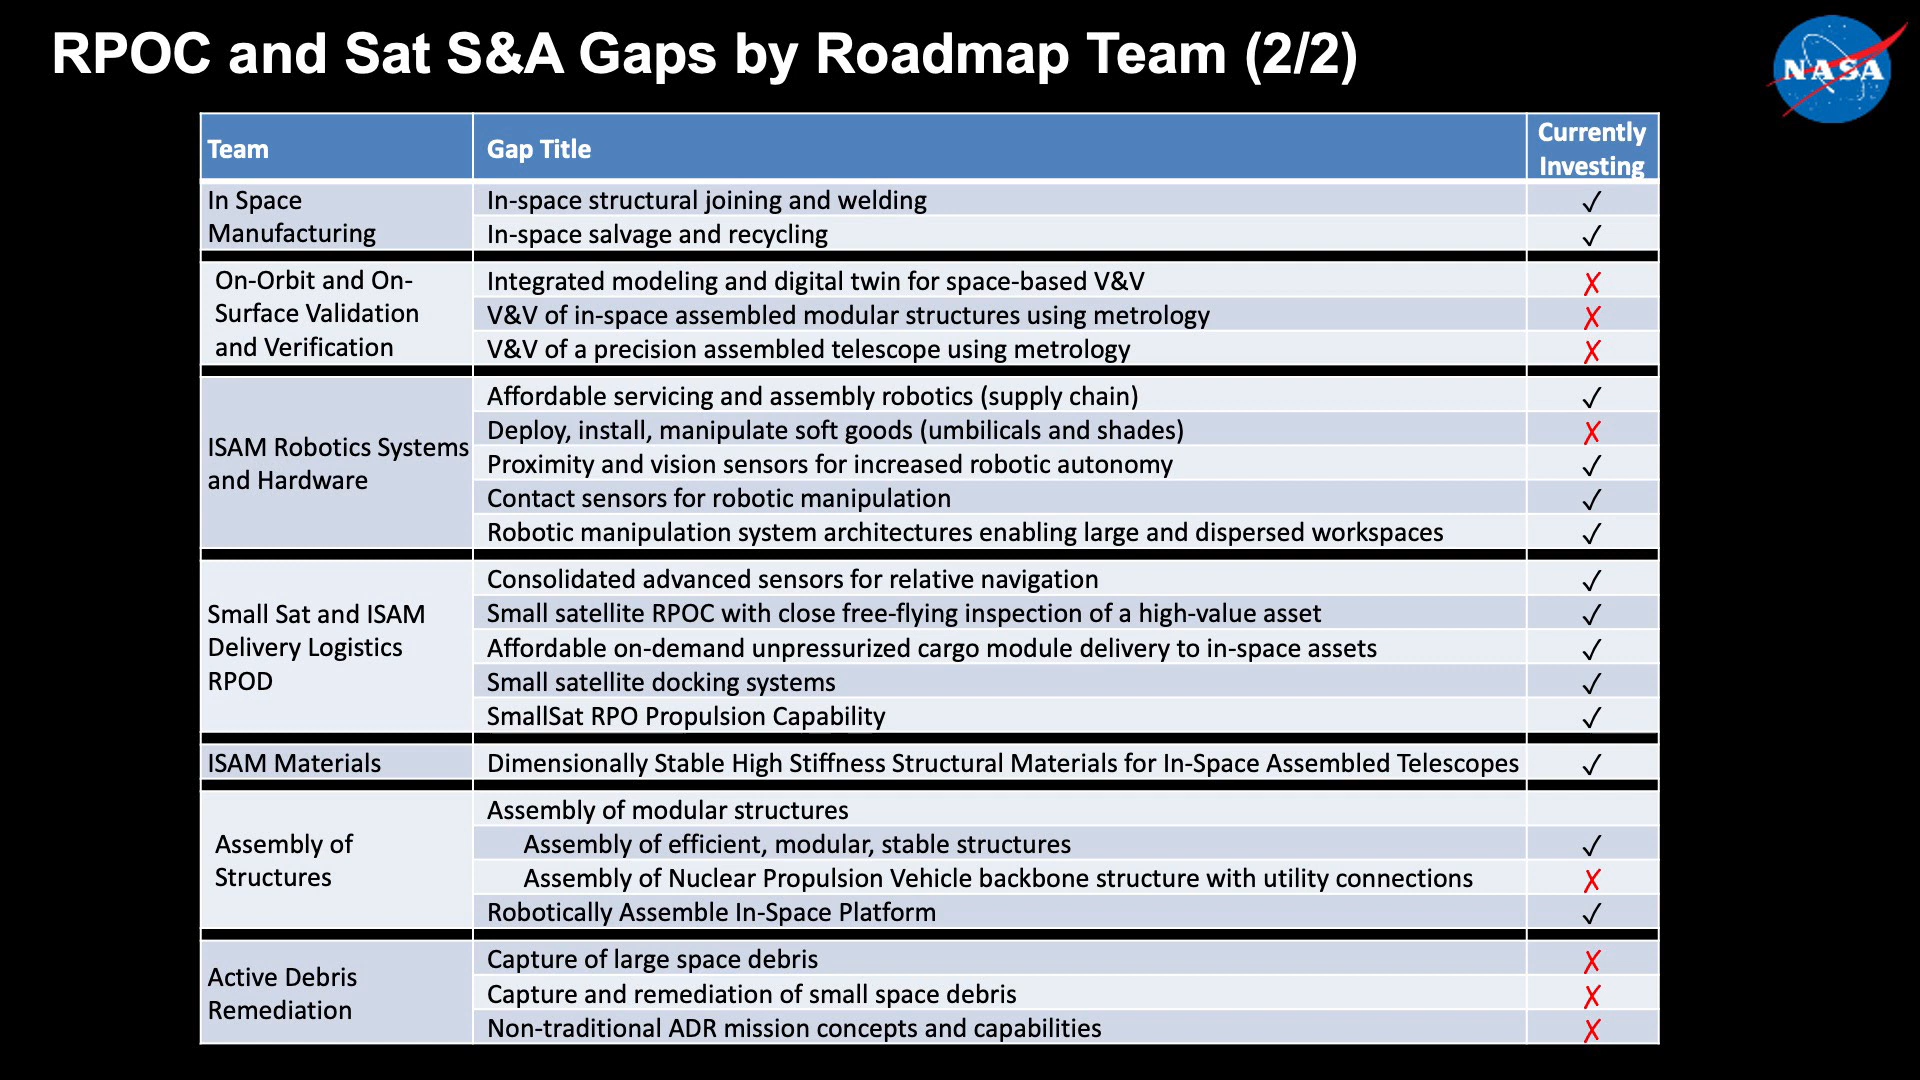 RPOC and Sat S&A Gaps by Roadmap Team (2/2)
NASA
Team
Gap Title
Currently
Investing
In Space
Manufacturing
In-space structural joining and welding
✓
In-space salvage and recycling
✓
On-Orbit and On-
Surface Validation
and Verification
Integrated modeling and digital twin for space-based V&V
✗
V&V of in-space assembled modular structures using metrology
✗
V&V of a precision assembled telescope using metrology
✗
ISAM Robotics Systems
and Hardware
Affordable servicing and assembly robotics (supply chain)
✓
Deploy, install, manipulate soft goods (umbilicals and shades)
✗
Proximity and vision sensors for increased robotic autonomy
✓
Contact sensors for robotic manipulation
✓
Robotic manipulation system architectures enabling large and dispersed workspaces
✓
Small Sat and ISAM
Delivery Logistics
RPOD
Consolidated advanced sensors for relative navigation
✓
Small satellite RPOC with close free-flying inspection of a high-value asset
✓
Affordable on-demand unpressurized cargo module delivery to in-space assets
✓
Small satellite docking systems
✓
SmallSat RPO Propulsion Capability
✓
ISAM Materials
Dimensionally Stable High Stiffness Structural Materials for In-Space Assembled Telescopes
✓
Assembly of
Structures
Assembly of modular structures
Assembly of efficient, modular, stable structures
✓
Assembly of Nuclear Propulsion Vehicle backbone structure with utility connections
✗
Robotically Assemble In-Space Platform
✓
Active Debris
Remediation
Capture of large space debris
✗
Capture and remediation of small space debris
✗
Non-traditional ADR mission concepts and capabilities
✗